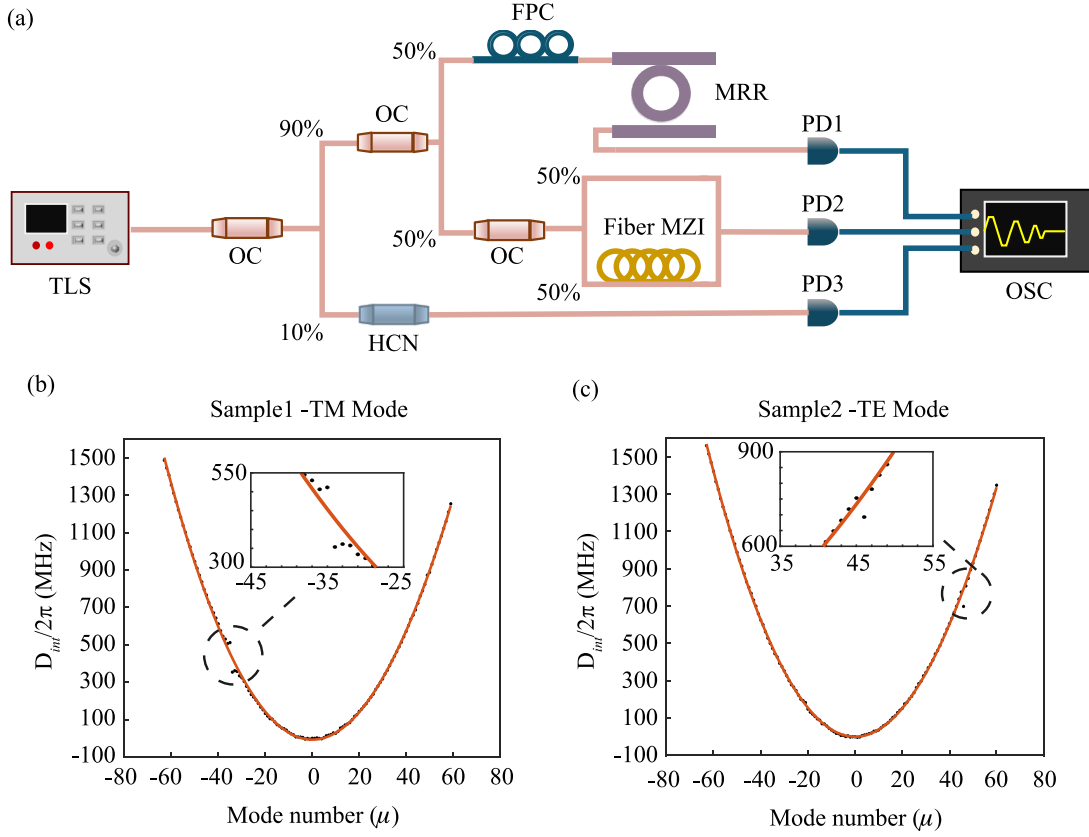 (a)
FPC
50%
MRR
OC
90%
PD1
50%
50%
Fiber MZI
PD2
OC
OC
TLS
50%
PD3
OSC
10%
HCN
(b)
Sample1 -TM Mode
1500
1300
1100
900
700
500
300
100
-100
D_int/2π (MHz)
550
300
-45
-35
-25
-80
-60
-40
-20
0
20
40
60
80
Mode number (μ)
(c)
Sample2 -TE Mode
1500
1300
1100
900
700
500
300
100
-100
D_int/2π (MHz)
900
600
35
45
55
-80
-60
-40
-20
0
20
40
60
80
Mode number (μ)